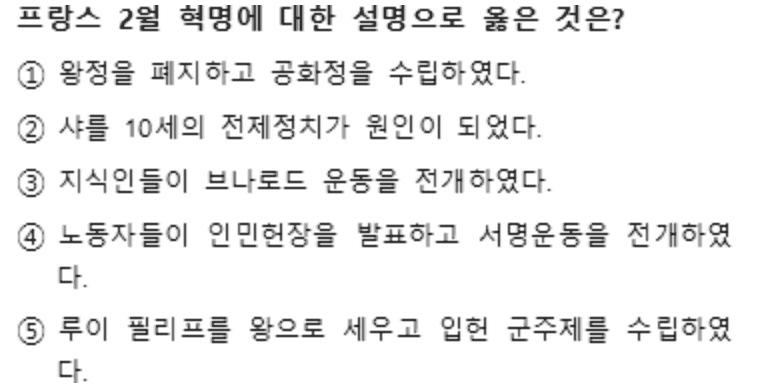 프랑스 2월 혁명에 대한 설명으로 옳은 것은?
① 왕정을 폐지하고 공화정을 수립하였다.
② 샤를 10세의 전제정치가 원인이 되었다.
③ 지식인들이 브나로드 운동을 전개하였다.
④ 노동자들이 인민헌장을 발표하고 서명운동을 전개하였
다.
⑤ 루이 필리프를 왕으로 세우고 입헌 군주제를 수립하였
다.